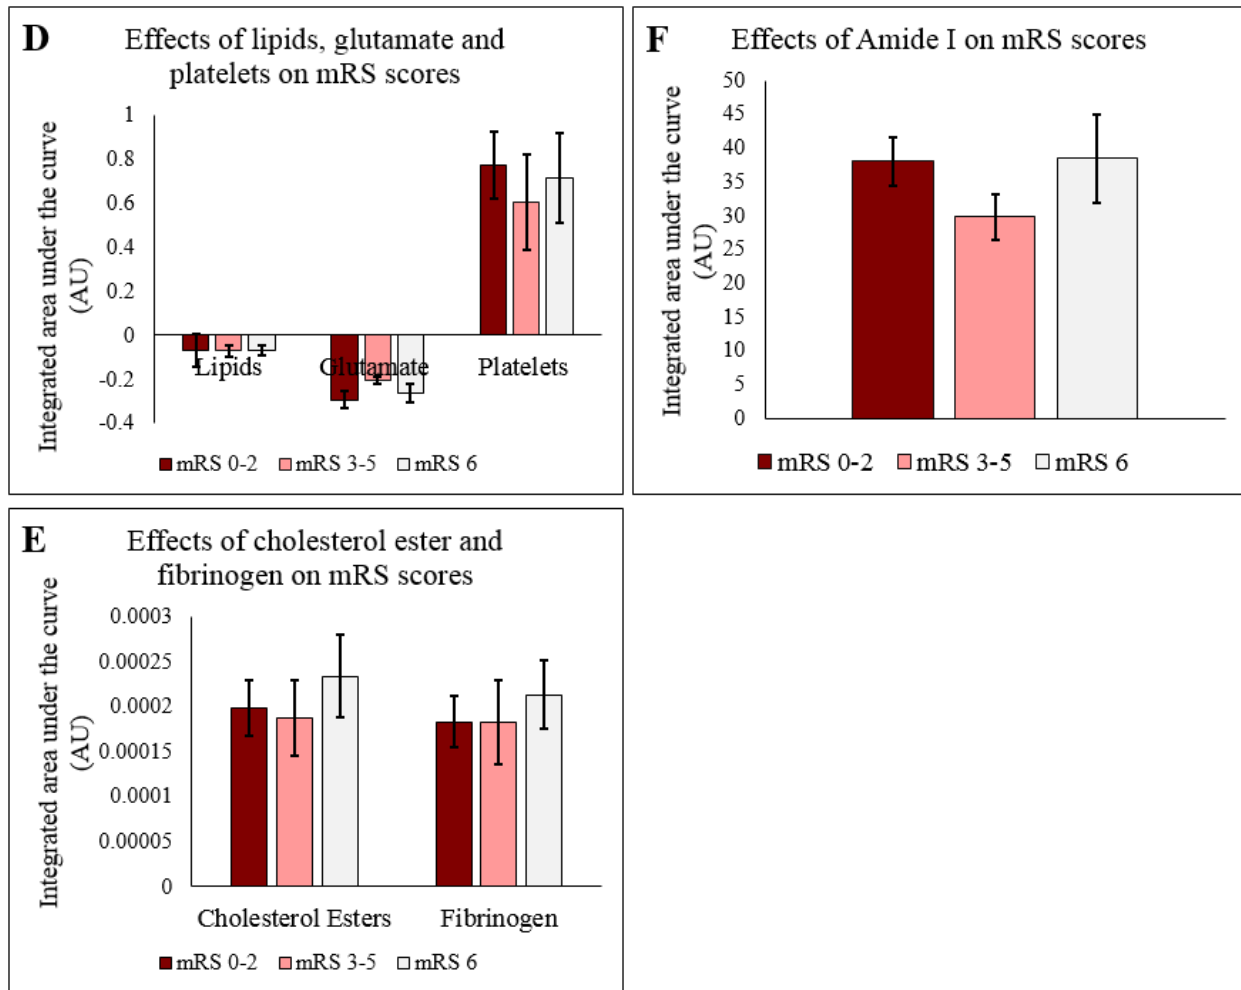 D
Effects of lipids, glutamate and
platelets on mRS scores
Integrated area under the curve
(AU)
1
0.8
0.6
0.4
0.2
0
-0.2
-0.4
Lipids
Glutamate
Platelets
mRS 0-2
mRS 3-5
mRS 6
F
Effects of Amide I on mRS scores
Integrated area under the curve
(AU)
50
45
40
35
30
25
20
15
10
5
0
mRS 0-2
mRS 3-5
mRS 6
E
Effects of cholesterol ester and
fibrinogen on mRS scores
Integrated area under the curve
(AU)
0.0003
0.00025
0.0002
0.00015
0.0001
0.00005
0
Cholesterol Esters
Fibrinogen
mRS 0-2
mRS 3-5
mRS 6